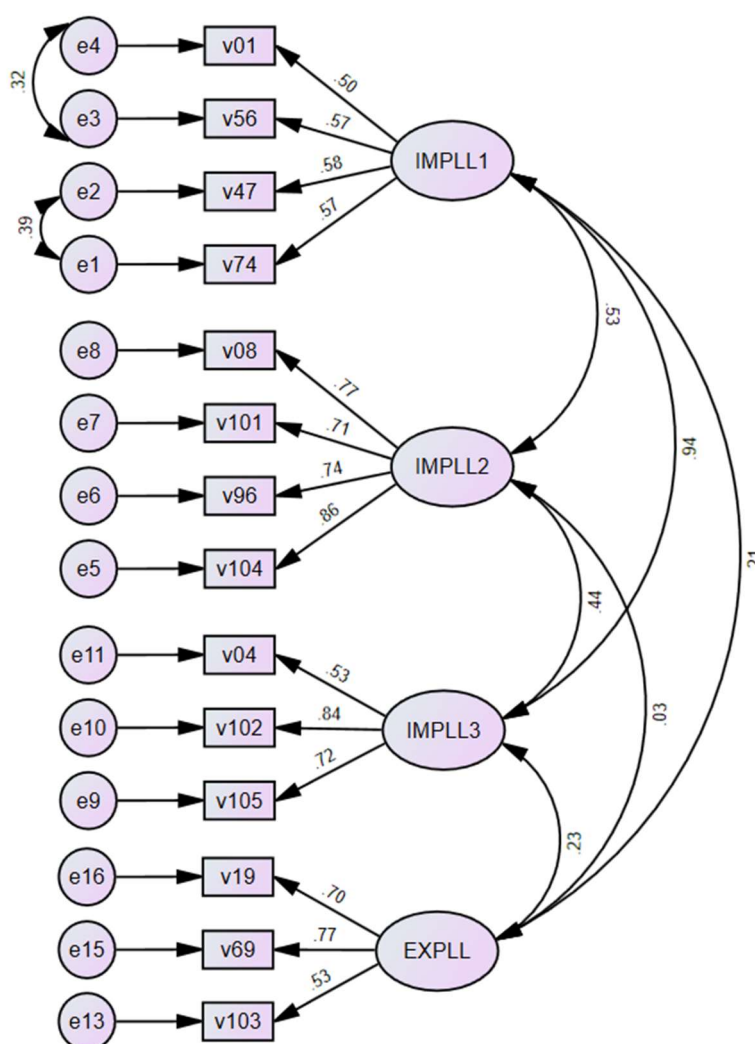 e4 v01
.50
.32
e3 v56
.57
IMPLL1
e2 v47
.58
.39
.57
e1 v74
.53
e8 v08
.77
e7 v101
.71
.94
IMPLL2
e6 v96
.74
.86
e5 v104
.21
.44
e11 v04
.53
e10 v102
.84
IMPLL3
.03
.72
e9 v105
.23
e16 v19
.70
e15 v69
.77
EXPLL
.53
e13 v103